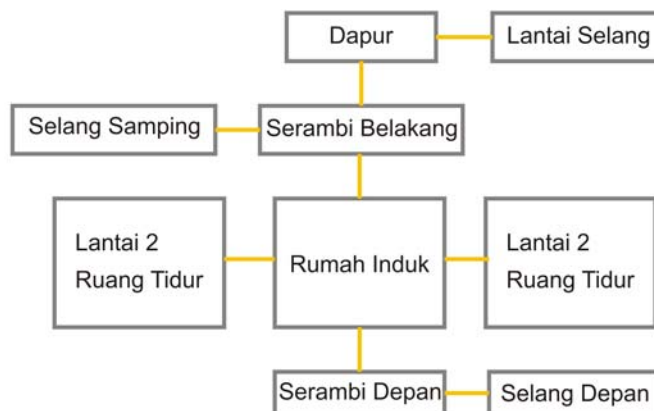 Dapur
Lantai Selang
Selang Samping
Serambi Belakang
Lantai 2
Ruang Tidur
Rumah Induk
Lantai 2
Ruang Tidur
Serambi Depan
Selang Depan